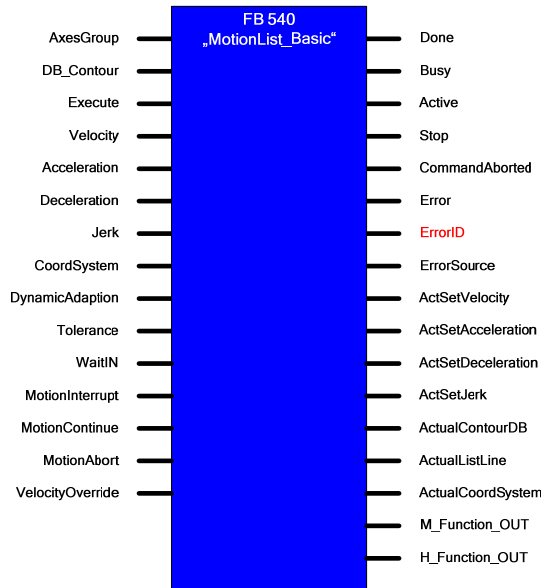 FB 540
„MotionList_Basic“
AxesGroup
DB_Contour
Execute
Velocity
Acceleration
Deceleration
Jerk
CoordSystem
DynamicAdaption
Tolerance
WaitIN
MotionInterrupt
MotionContinue
MotionAbort
VelocityOverride
Done
Busy
Active
Stop
CommandAborted
Error
ErrorID
ErrorSource
ActSetVelocity
ActSetAcceleration
ActSetDeceleration
ActSetJerk
ActualContourDB
ActualListLine
ActualCoordSystem
M_Function_OUT
H_Function_OUT